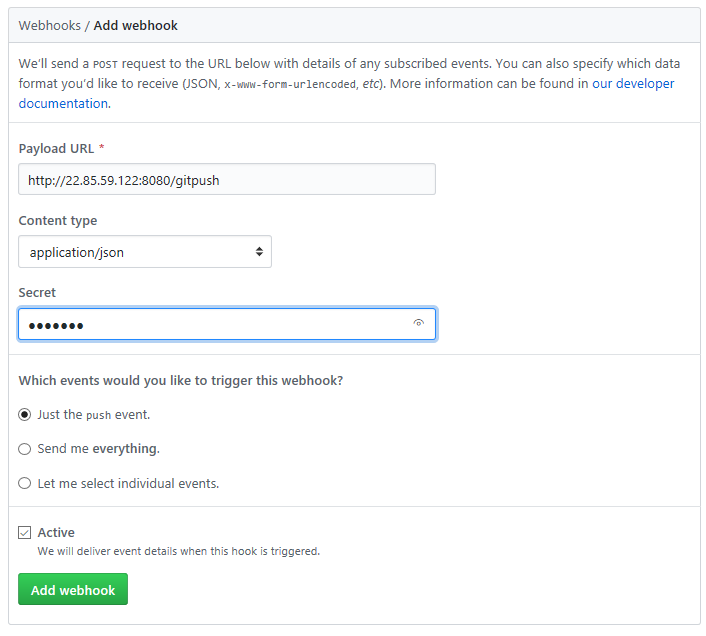 Webhooks / Add webhook
We’ll send a POST request to the URL below with details of any subscribed events. You can also specify which data
format you’d like to receive (JSON, x-www-form-urlencoded, etc). More information can be found in our developer
documentation.
Payload URL *
http://22.85.59.122:8080/gitpush
Content type
application/json
Secret
•••••••
Which events would you like to trigger this webhook?
Just the push event.
Send me everything.
Let me select individual events.
Active
We will deliver event details when this hook is triggered.
Add webhook